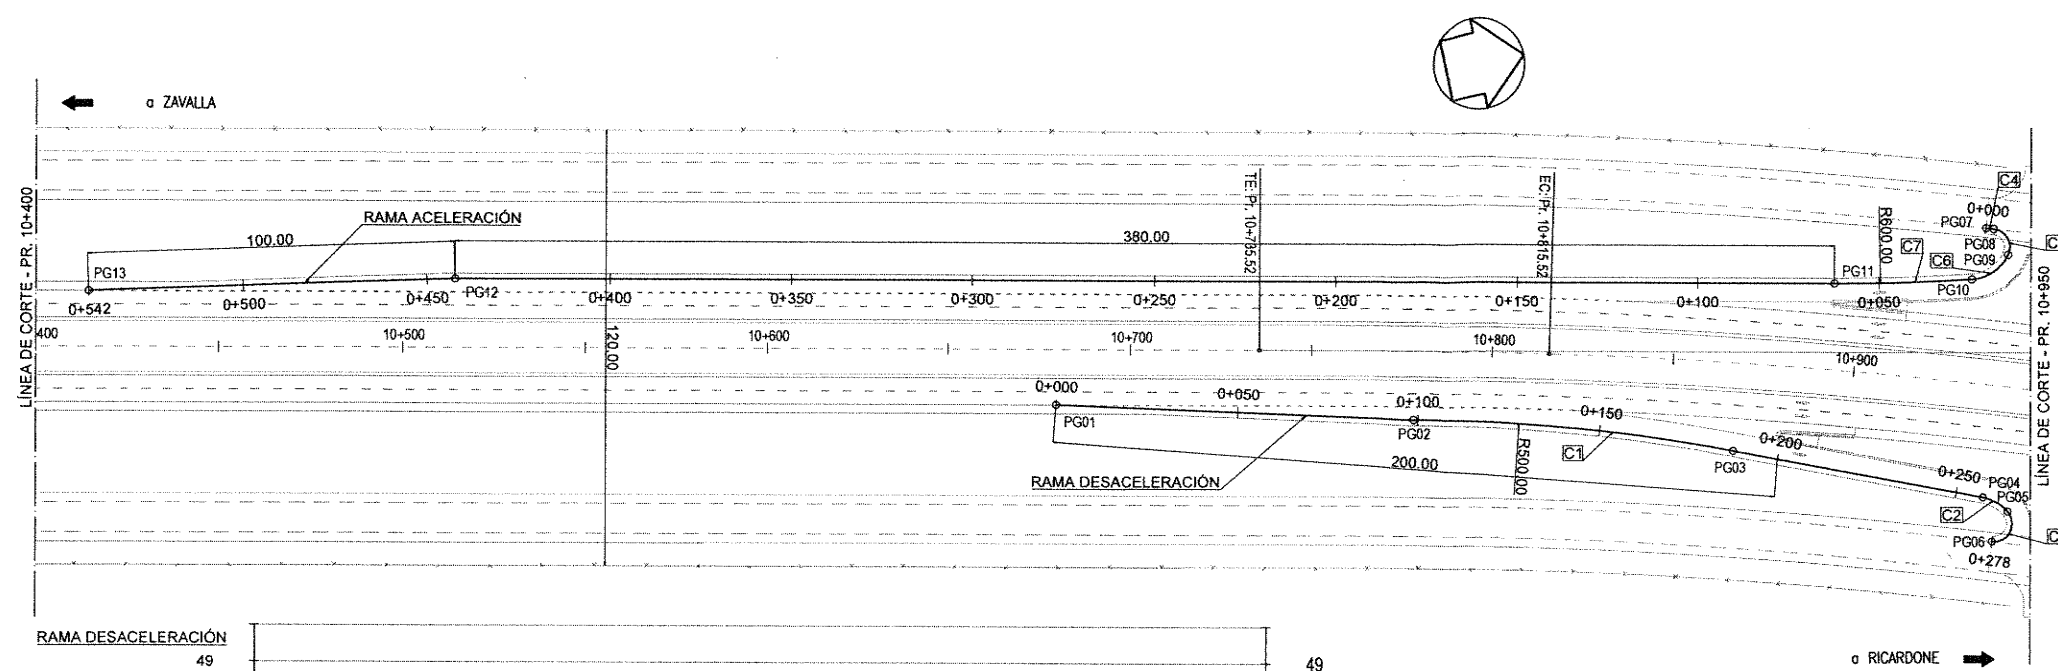 a ZAVALLA
LÍNEA DE CORTE - PR. 10+400
RAMA ACELERACIÓN
100.00
380.00
TE: Pr. 10+735.52
EC: Pr. 10+815.52
R600.00
C4
0+000
PG07
PG08
PG09
C
C7
C6
PG10
PG11
PG13
PG12
0+542
0+500
0+450
0+400
0+350
0+300
0+250
0+200
0+150
0+100
0+050
400
10+500
120.00
10+600
10+700
10+800
10+900
LÍNEA DE CORTE - PR. 10+950
0+000
0+050
0+100
0+150
0+200
0+250
PG01
PG02
PG03
PG04
PG05
C1
C2
C
R500.00
200.00
RAMA DESACELERACIÓN
PG06
0+278
RAMA DESACELERACIÓN
49
49
a RICARDONE